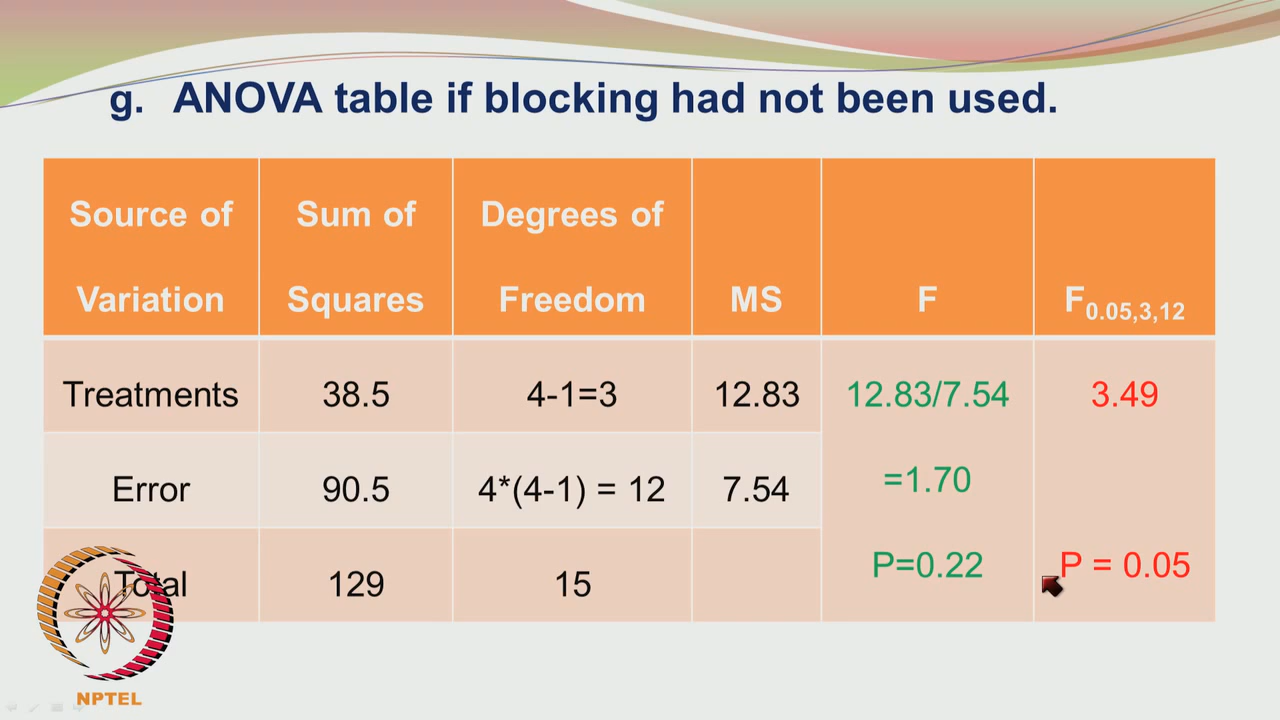 g. ANOVA table if blocking had not been used.
Source of Variation Sum of Squares Degrees of Freedom MS F F0.05,3,12
Treatments 38.5 4-1=3 12.83 12.83/7.54 3.49
Error 90.5 4*(4-1) = 12 7.54 =1.70
Total 129 15 P=0.22 P = 0.05
NPTEL